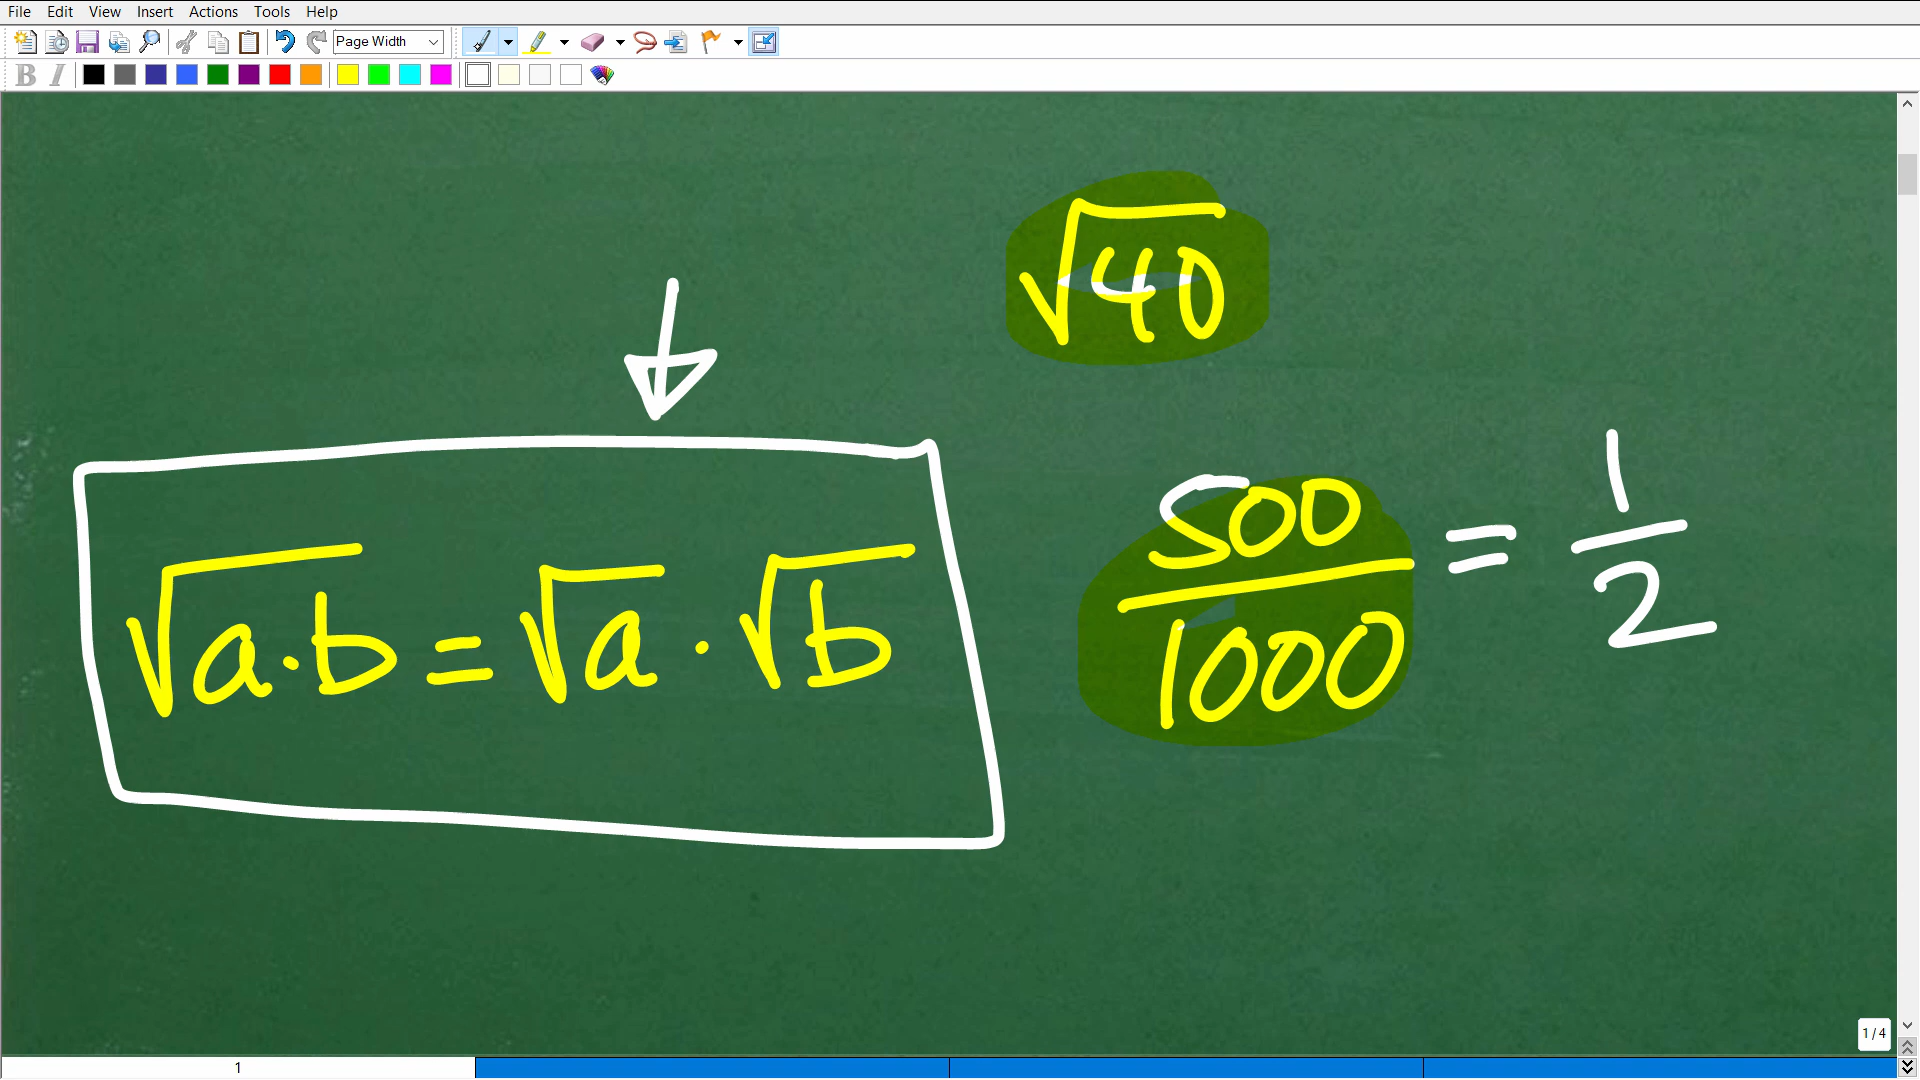 File Edit View Insert Actions Tools Help
Page Width
B I
√40
√a·b = √a · √b
500/1000 = 1/2
1 / 4
1